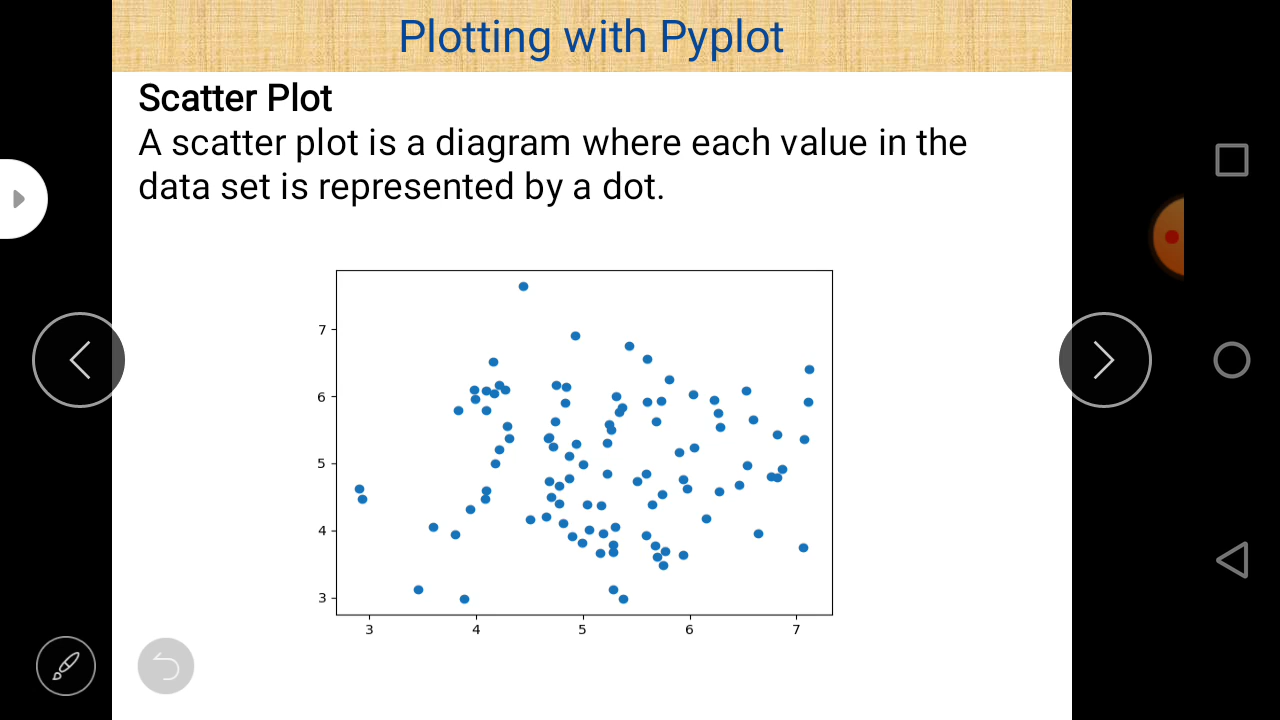 Plotting with Pyplot
Scatter Plot
A scatter plot is a diagram where each value in the
data set is represented by a dot.
7
6
5
4
3
3 4 5 6 7